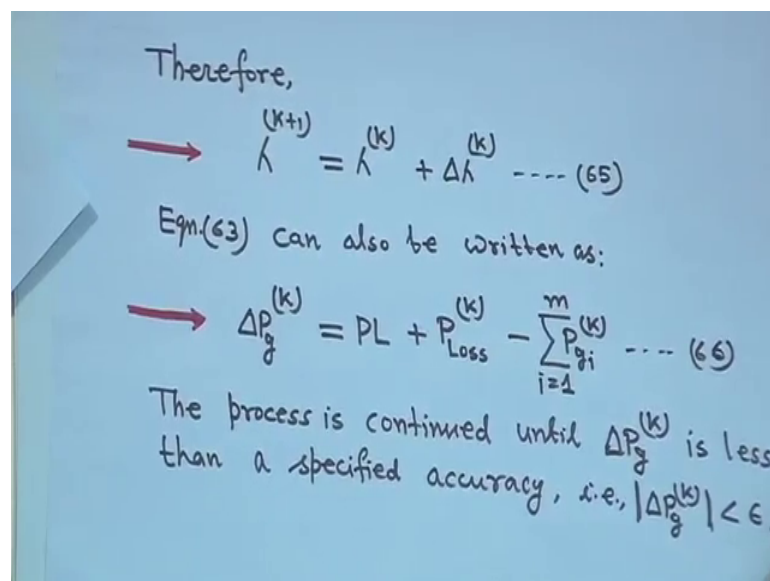 Therefore,
λ^(K+1) = λ^(K) + Δλ^(K) ---- (65)
Eqn.(63) can also be written as:
ΔP_g^(K) = PL + P_Loss^(K) - ∑_{i=1}^{m} P_gi^(K) ---- (66)
The process is continued until ΔP_g^(K) is less
than a specified accuracy, i.e., |ΔP_g^(K)| < ϵ